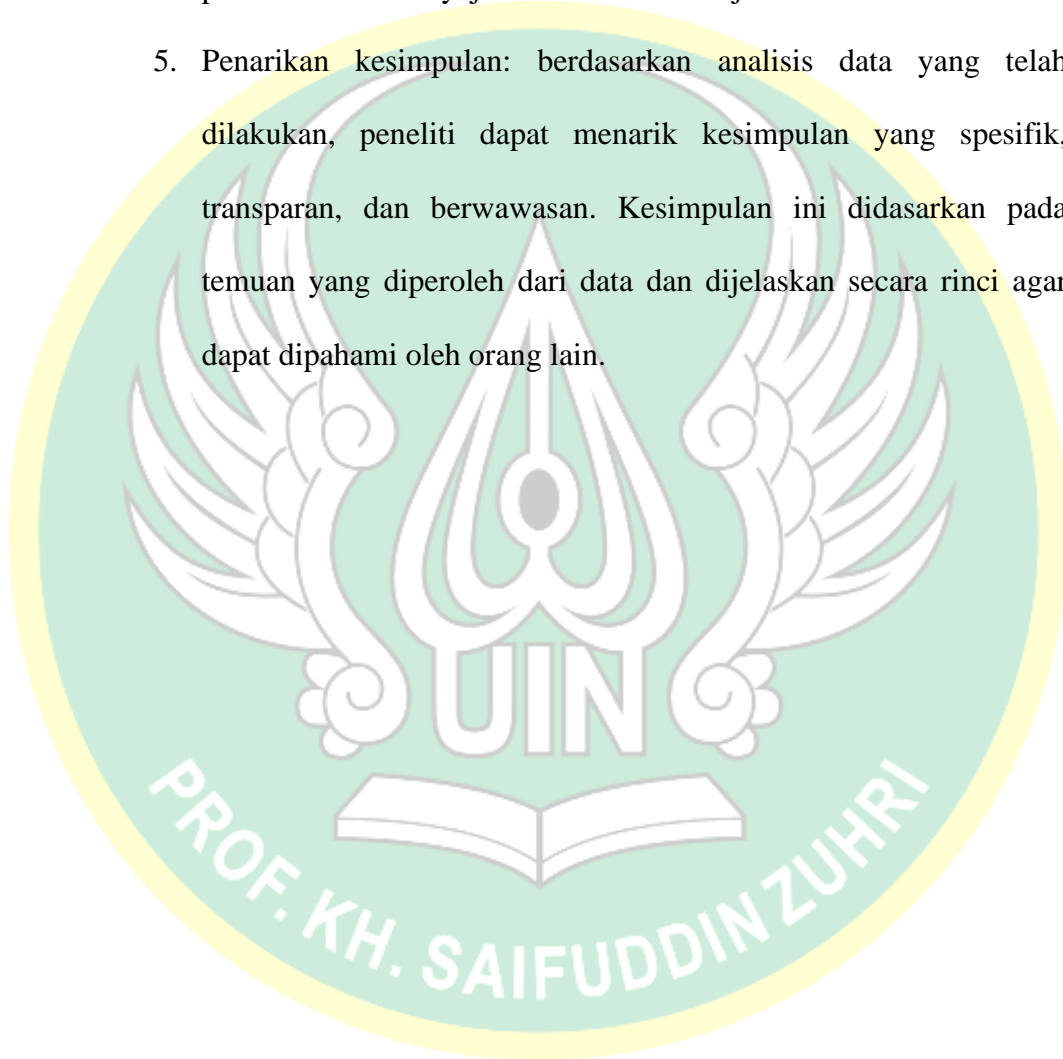 5. Penarikan kesimpulan: berdasarkan analisis data yang telah
dilakukan, peneliti dapat menarik kesimpulan yang spesifik,
transparan, dan berwawasan. Kesimpulan ini didasarkan pada
temuan yang diperoleh dari data dan dijelaskan secara rinci agar
dapat dipahami oleh orang lain.
UIN
PROF. KH. SAIFUDDIN ZUHRI